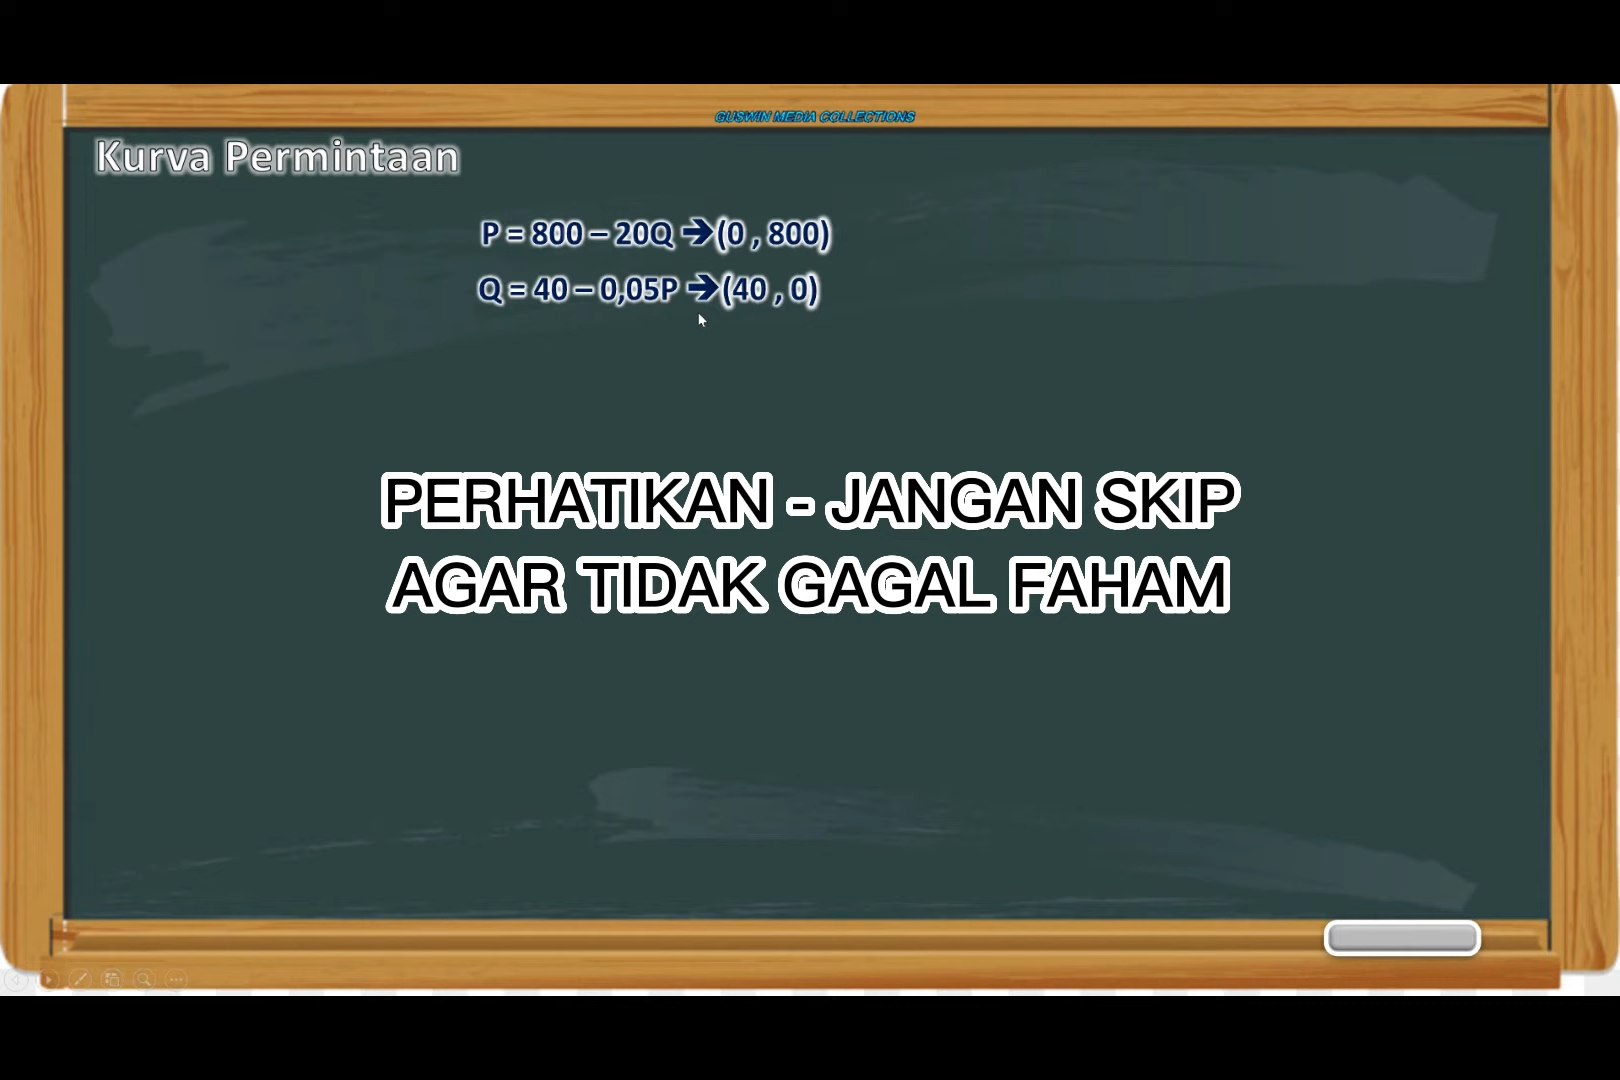 GUSWIN MEDIA COLLECTIONS
Kurva Permintaan
P = 800 – 20Q ➔(0 , 800)
Q = 40 – 0,05P ➔(40 , 0)
PERHATIKAN - JANGAN SKIP
AGAR TIDAK GAGAL FAHAM